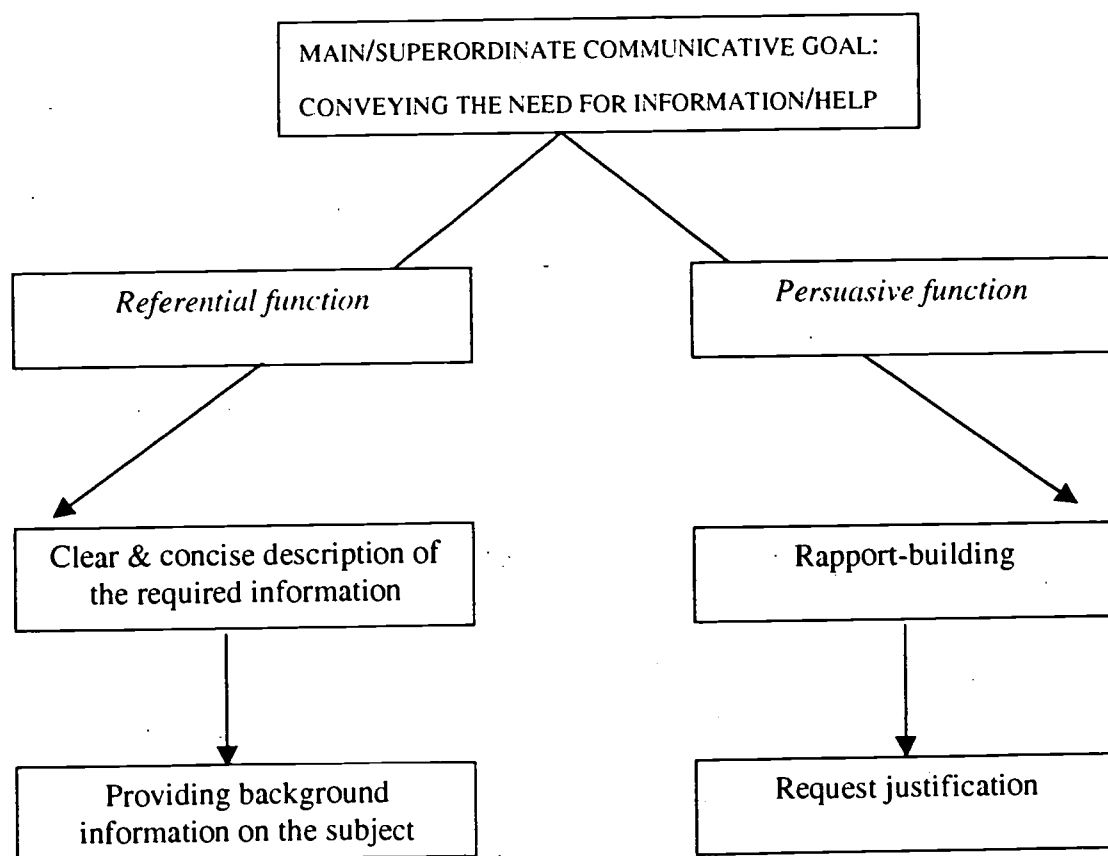 MAIN/SUPERORDINATE COMMUNICATIVE GOAL:
CONVEYING THE NEED FOR INFORMATION/HELP
Referential function
Persuasive function
Clear & concise description of
the required information
Rapport-building
Providing background
information on the subject
Request justification